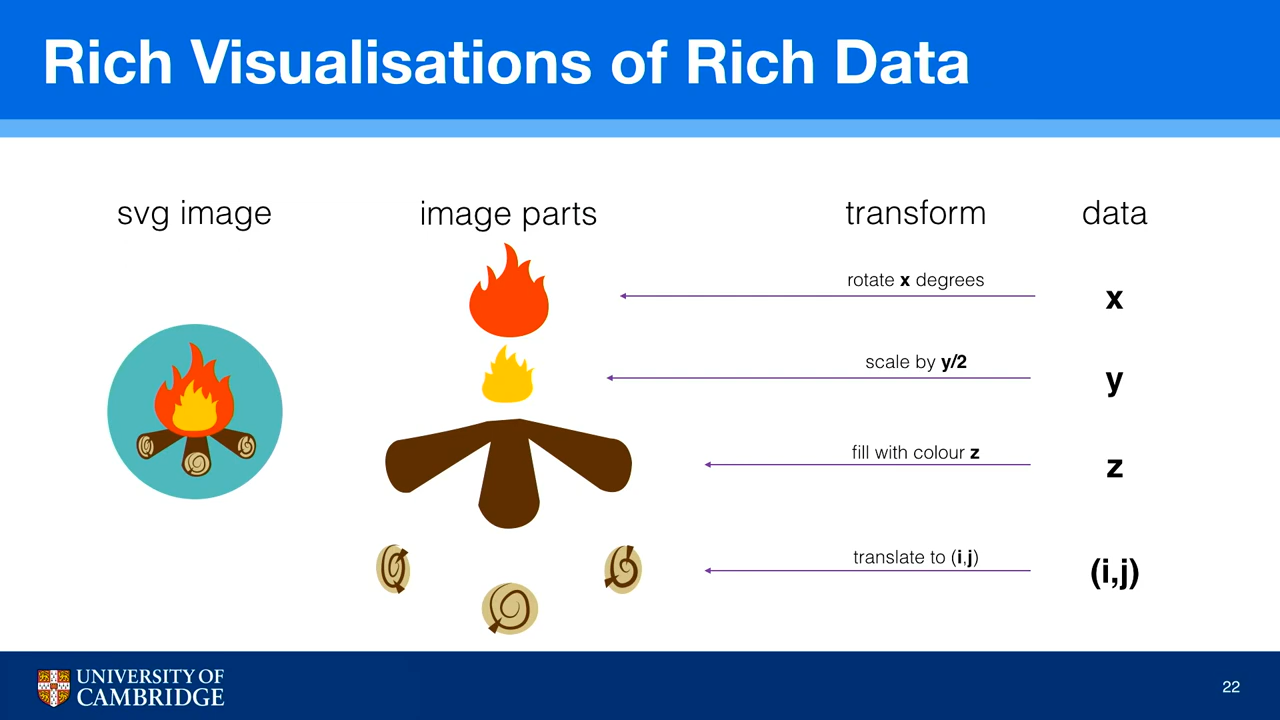 Rich Visualisations of Rich Data
svg image
image parts
transform
data
rotate x degrees
x
scale by y/2
y
fill with colour z
z
translate to (i,j)
(i,j)
UNIVERSITY OF
CAMBRIDGE
22